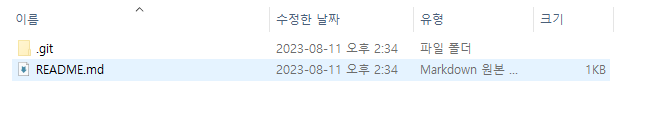 이름 수정한 날짜 유형 크기
.git 2023-08-11 오후 2:34 파일 폴더
README.md 2023-08-11 오후 2:34 Markdown 원본 ... 1KB